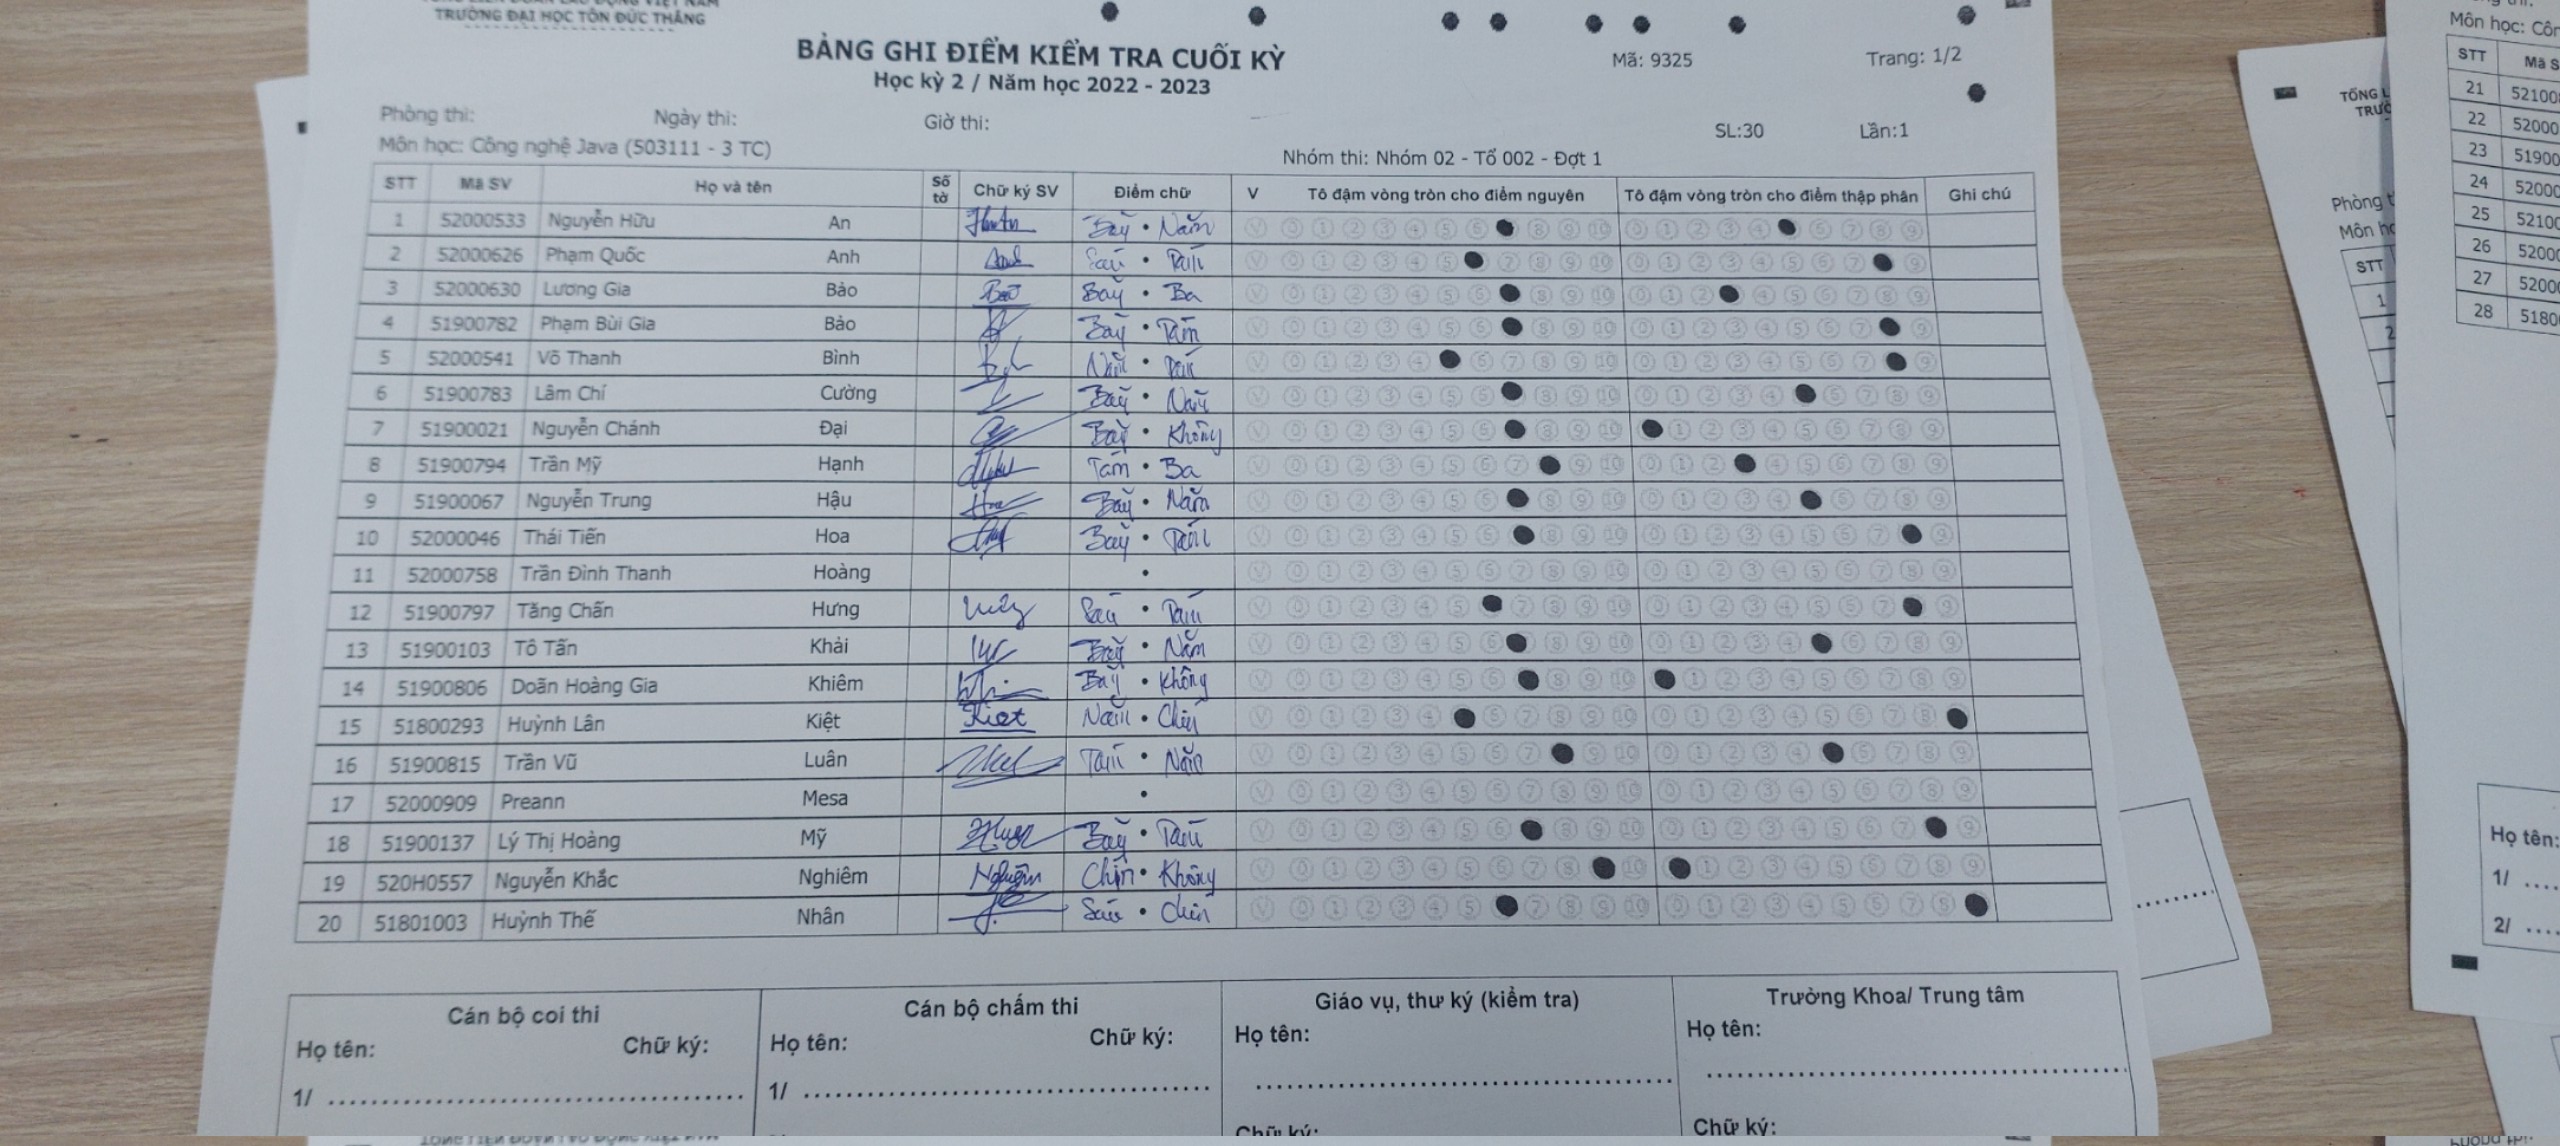 TRƯỜNG ĐẠI HỌC TÔN ĐỨC THẮNG
BẢNG GHI ĐIỂM KIỂM TRA CUỐI KỲ
Học kỳ 2 / Năm học 2022 - 2023
Mã: 9325
Trang: 1/2
Phòng thi:
Ngày thi:
Giờ thi:
SL:30
Lần:1
Môn học: Công nghệ Java (503111 - 3 TC)
Nhóm thi: Nhóm 02 - Tổ 002 - Đợt 1
STT Mã SV Họ và tên Số tờ Chữ ký SV Điểm chữ V Tô đậm vòng tròn cho điểm nguyên Tô đậm vòng tròn cho điểm thập phân Ghi chú
1 52000533 Nguyễn Hữu An Bảy . Năm
2 52000626 Phạm Quốc Anh Sáu . Tám
3 52000630 Lương Gia Bảo Bảo Bảy . Ba
4 51900782 Phạm Bùi Gia Bảo Bảy . Tám
5 52000541 Võ Thanh Bình Năm . Tám
6 51900783 Lâm Chí Cường Bảy . Năm
7 51900021 Nguyễn Chánh Đại Bảy . Không
8 51900794 Trần Mỹ Hạnh Tám . Ba
9 51900067 Nguyễn Trung Hậu Bảy . Năm
10 52000046 Thái Tiến Hoa Bảy . Tám
11 52000758 Trần Đình Thanh Hoàng .
12 51900797 Tăng Chấn Hưng Sáu . Tám
13 51900103 Tô Tấn Khải Bảy . Năm
14 51900806 Doãn Hoàng Gia Khiêm Bảy . Không
15 51800293 Huỳnh Lân Kiệt Kiet Năm . Chín
16 51900815 Trần Vũ Luân Tám . Năm
17 52000909 Preann Mesa .
18 51900137 Lý Thị Hoàng Mỹ Bảy . Tám
19 520H0557 Nguyễn Khắc Nghiêm Nghiêm Chín . Không
20 51801003 Huỳnh Thế Nhân Sáu . Chín
Cán bộ coi thi
Họ tên: Chữ ký:
1/
Cán bộ chấm thi
Họ tên: Chữ ký:
1/
Giáo vụ, thư ký (kiểm tra)
Họ tên:
Chữ ký:
Trưởng Khoa/ Trung tâm
Họ tên:
Chữ ký:
TỔNG L
TRƯỜ
Phòng t
Môn họ
STT
1
2
Môn học: Côn
STT Mã S
21 52100
22 52000
23 51900
24 52000
25 52100
26 52000
27 52000
28 51800
Họ tên:
1/
2/